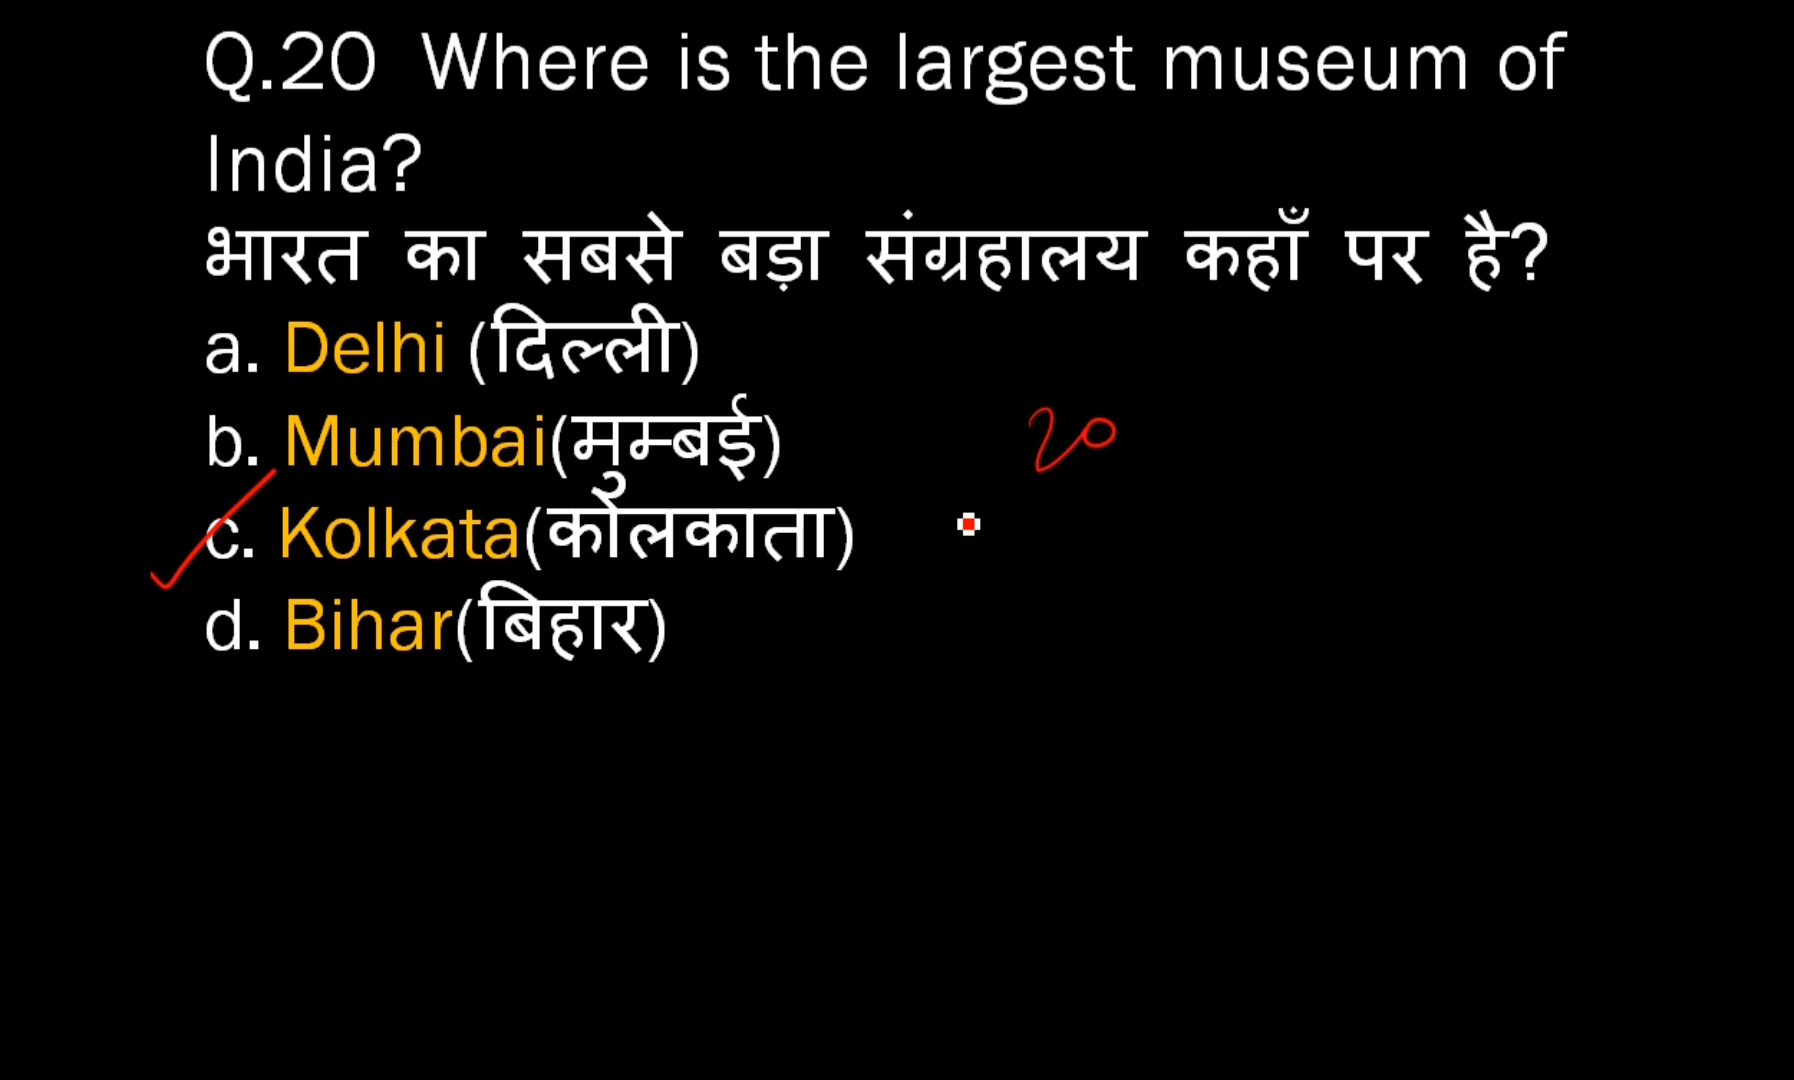 Q.20 Where is the largest museum of
India?
भारत का सबसे बड़ा संग्रहालय कहाँ पर है?
a. Delhi (दिल्ली)
b. Mumbai(मुम्बई)
20
c. Kolkata(कोलकाता)
d. Bihar(बिहार)